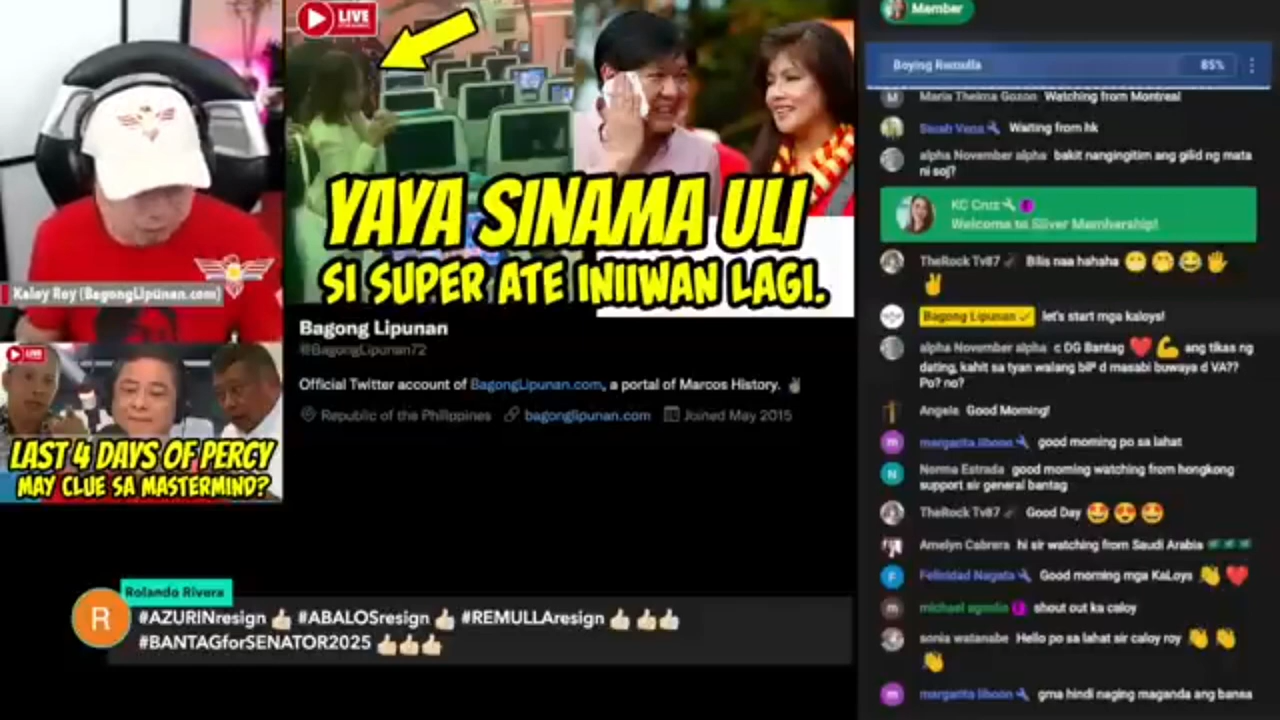 LIVE
YAYA SINAMA ULI
SI SUPER ATE INIIWAN LAGI.
Kaloy Roy (BagongLipunan.com)
LIVE
LAST 4 DAYS OF PERCY
MAY CLUE SA MASTERMIND?
Bagong Lipunan
@BagongLipunan72
Official Twitter account of BagongLipunan.com, a portal of Marcos History. ✌🏼
Republic of the Philippines bagonglipunan.com Joined May 2015
R
Rolando Rivera
#AZURINresign 👍🏼 #ABALOSresign 👍🏼 #REMULLAresign 👍🏼 👍🏼👍🏼
#BANTAGforSENATOR2025 👍🏼👍🏼👍🏼
Member
Boying Remulla 85%
M Maria Thelma Gozon Watching from Montreal
Waiting from hk
alpha November alpha bakit nangingitim ang gilid ng mata
ni soj?
KC Cruz
Welcome to Silver Membership!
TheRock Tv87 Bilis naa hahaha 😁🤭😂🖐
✌
Bagong Lipunan ✓ let's start mga kaloys!
alpha November alpha c DG Bantag ❤️ 💪 ang tikas ng
dating, kahit sa tyan walang bilP d masabi buwaya d VA??
Po? no?
Angela Good Morning!
m margarita liboon good morning po sa lahat
N Norma Estrada good morning watching from hongkong
support sir general bantag
TheRock Tv87 Good Day 🤩😍🤩
Amelyn Cabrera hi sir watching from Saudi Arabia 🇸🇦🇸🇦🇸🇦
F Felicidad Nagata Good morning mga KaLoys 👏❤️
michael agustin shout out ka caloy
sonia watanabe Hello po sa lahat sir caloy roy 👏 👏
👏
m margarita liboon gma hindi naging maganda ang bansa